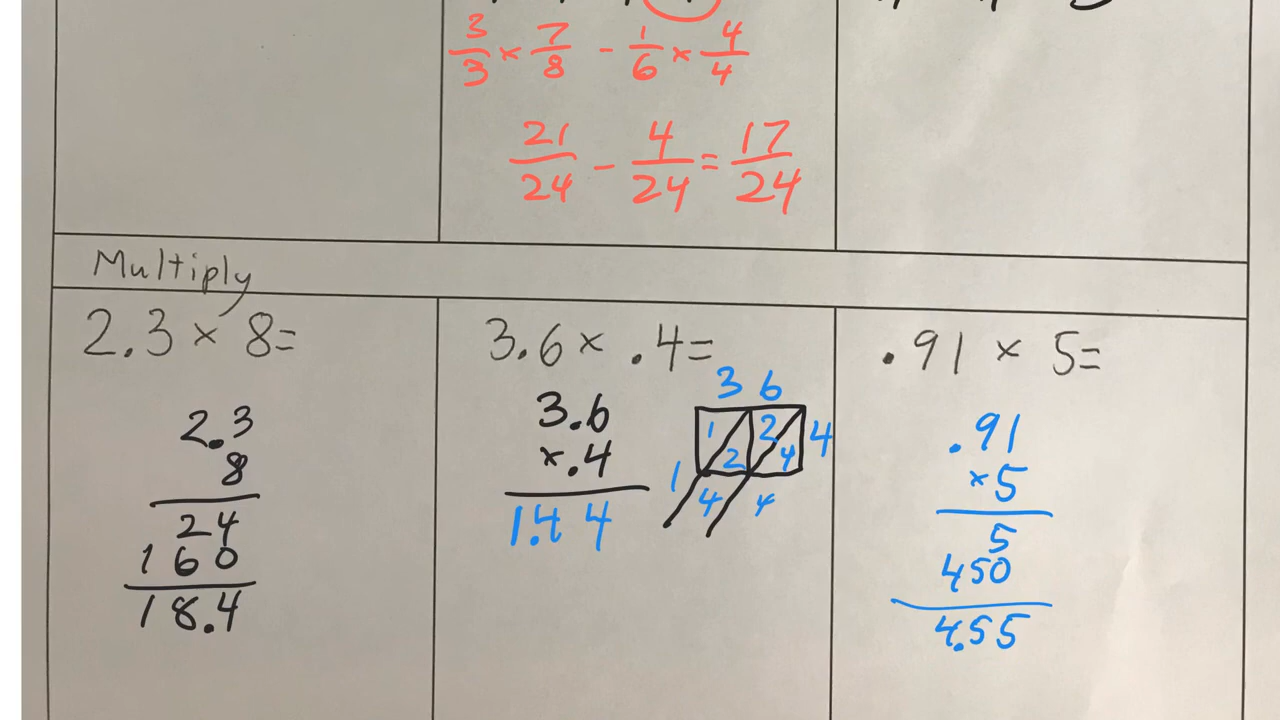 3/3 × 7/8 - 1/6 × 4/4
21/24 - 4/24 = 17/24
Multiply
2.3 × 8=
2.3
8
24
160
18.4
3.6 × .4=
3.6
×.4
1.44
3 6
1 2 4
2 4
1 4 4
.91 × 5=
.91
×5
5
450
4.55